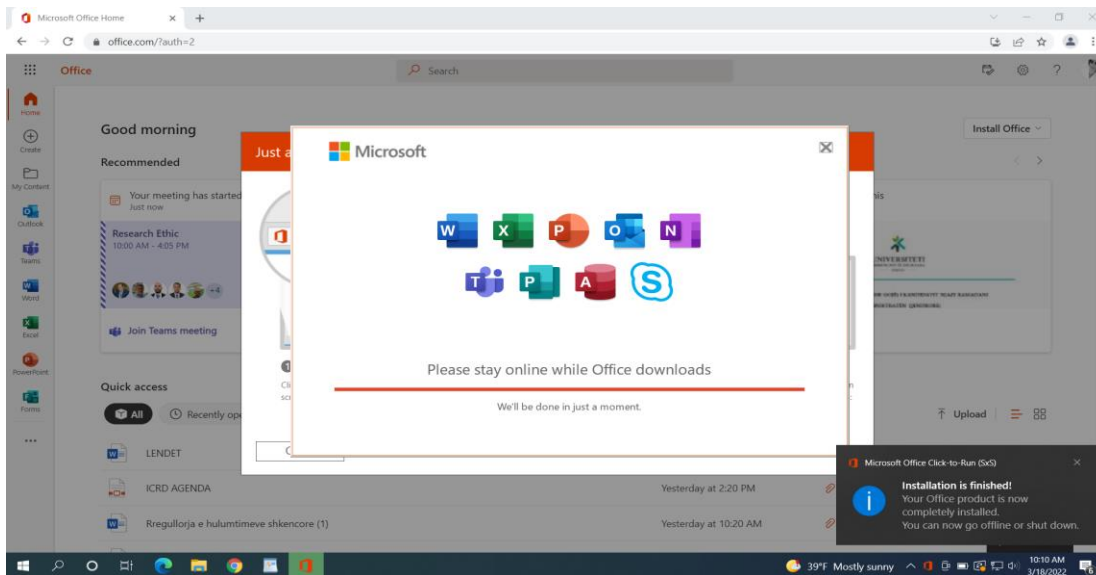 Microsoft Office Home
office.com/?auth=2
Office
Search
Home
Create
My Content
Outlook
Teams
Word
Excel
PowerPoint
Forms
Good morning
Install Office
Recommended
Your meeting has started
Just now
Research Ethic
10:00 AM - 4:05 PM
+4
Join Teams meeting
Just a
Microsoft
W X P O N
T P A S
Please stay online while Office downloads
We'll be done in just a moment.
1
UNIVERSITETI
Quick access
All
Recently ope
Upload
LENDET
ICRD AGENDA
Yesterday at 2:20 PM
Rregullorja e hulumtimeve shkencore (1)
Yesterday at 10:20 AM
Microsoft Office Click-to-Run (SxS)
Installation is finished!
Your Office product is now
completely installed.
You can now go offline or shut down.
39°F Mostly sunny
10:10 AM
3/18/2022